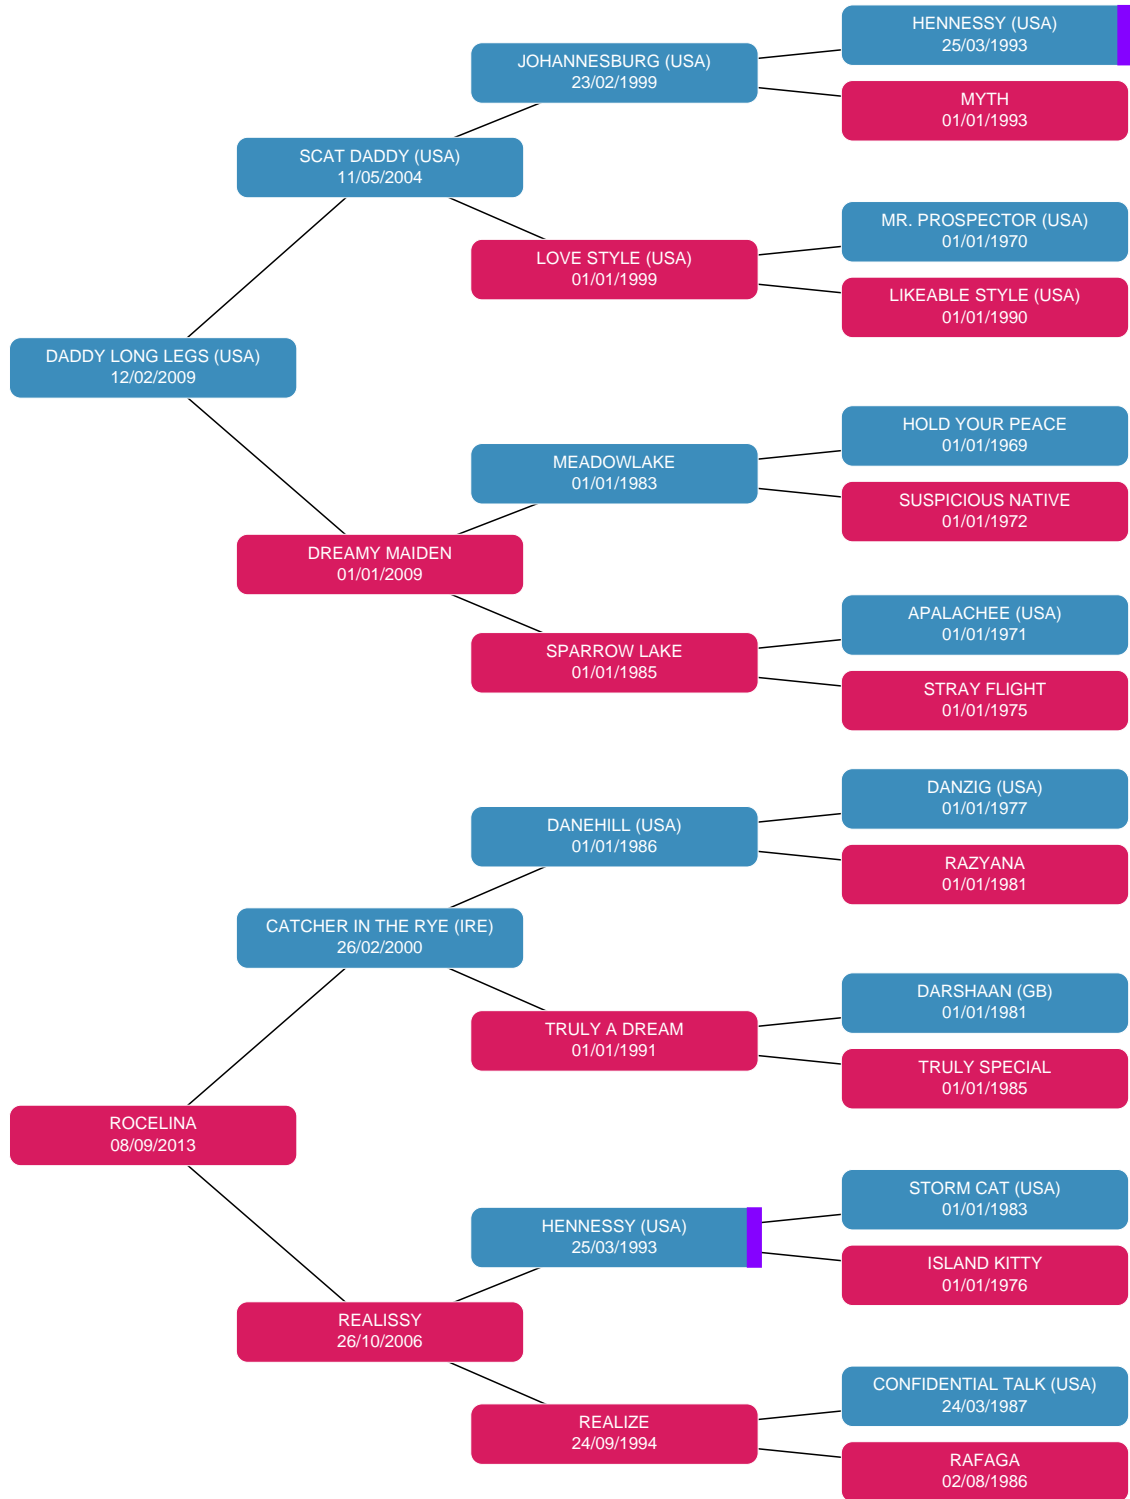 HENNESSY (USA)
25/03/1993
JOHANNESBURG (USA)
23/02/1999
MYTH
01/01/1993
SCAT DADDY (USA)
11/05/2004
MR. PROSPECTOR (USA)
01/01/1970
LOVE STYLE (USA)
01/01/1999
LIKEABLE STYLE (USA)
01/01/1990
DADDY LONG LEGS (USA)
12/02/2009
HOLD YOUR PEACE
01/01/1969
MEADOWLAKE
01/01/1983
SUSPICIOUS NATIVE
01/01/1972
DREAMY MAIDEN
01/01/2009
APALACHEE (USA)
01/01/1971
SPARROW LAKE
01/01/1985
STRAY FLIGHT
01/01/1975
DANZIG (USA)
01/01/1977
DANEHILL (USA)
01/01/1986
RAZYANA
01/01/1981
CATCHER IN THE RYE (IRE)
26/02/2000
DARSHAAN (GB)
01/01/1981
TRULY A DREAM
01/01/1991
TRULY SPECIAL
01/01/1985
ROCELINA
08/09/2013
STORM CAT (USA)
01/01/1983
HENNESSY (USA)
25/03/1993
ISLAND KITTY
01/01/1976
REALISSY
26/10/2006
CONFIDENTIAL TALK (USA)
24/03/1987
REALIZE
24/09/1994
RAFAGA
02/08/1986